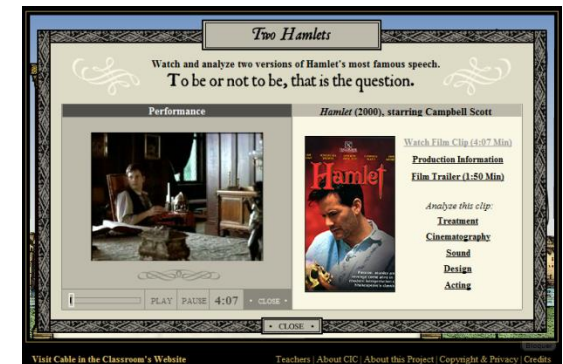 Two Hamlets
Watch and analyze two versions of Hamlet's most famous speech.
To be or not to be, that is the question.
Performance
Hamlet (2000), starring Campbell Scott
Hamlet
Watch Film Clip (4:07 Min)
Production Information
Film Trailer (1:50 Min)
Analyze this clip:
Treatment
Cinematography
Sound
Design
Acting
PLAY PAUSE 4:07 • CLOSE •
• CLOSE •
Visit Cable in the Classroom's Website
Teachers | About CIC | About this Project | Copyright & Privacy | Credits